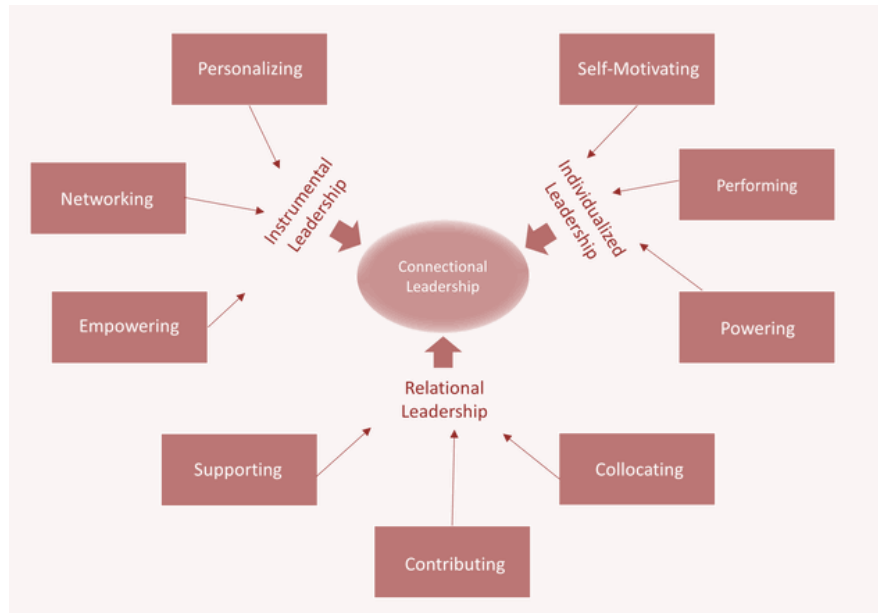 Personalizing
Self-Motivating
Networking
Instrumental
Leadership
Individualized
Leadership
Performing
Connectional
Leadership
Empowering
Powering
Relational
Leadership
Supporting
Collocating
Contributing